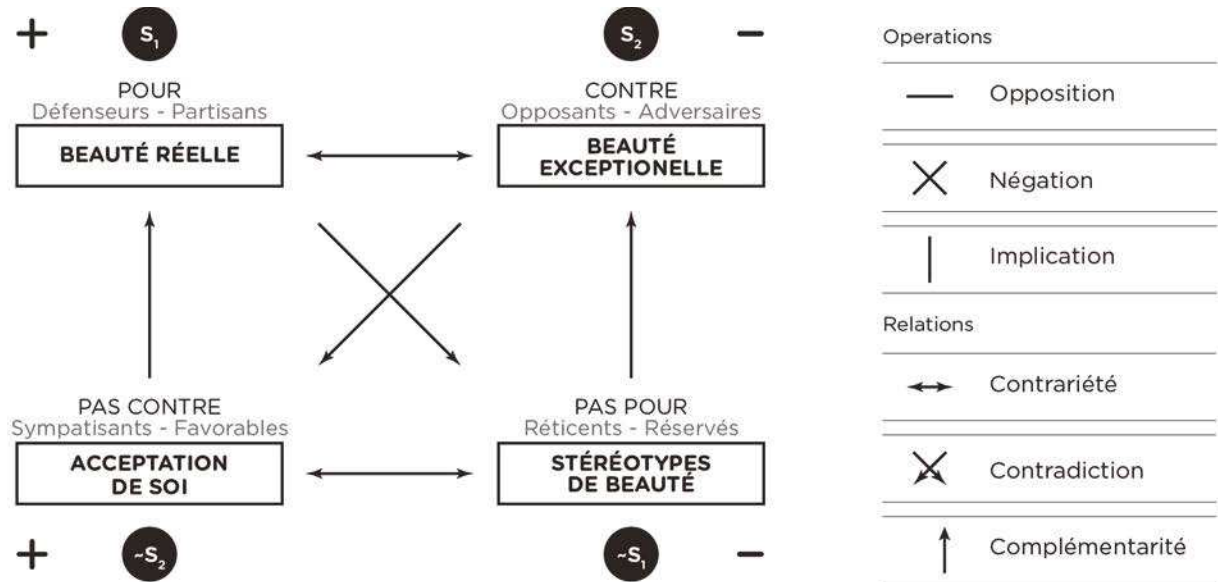 + S₁ S₂ −
POUR
Défenseurs - Partisans
BEAUTÉ RÉELLE
CONTRE
Opposants - Adversaires
BEAUTÉ
EXCEPTIONELLE
PAS CONTRE
Sympatisants - Favorables
ACCEPTATION
DE SOI
PAS POUR
Réticents - Réservés
STÉRÉOTYPES
DE BEAUTÉ
+ ~S₂ ~S₁ −
Operations
Opposition
Négation
Implication
Relations
Contrariété
Contradiction
Complémentarité